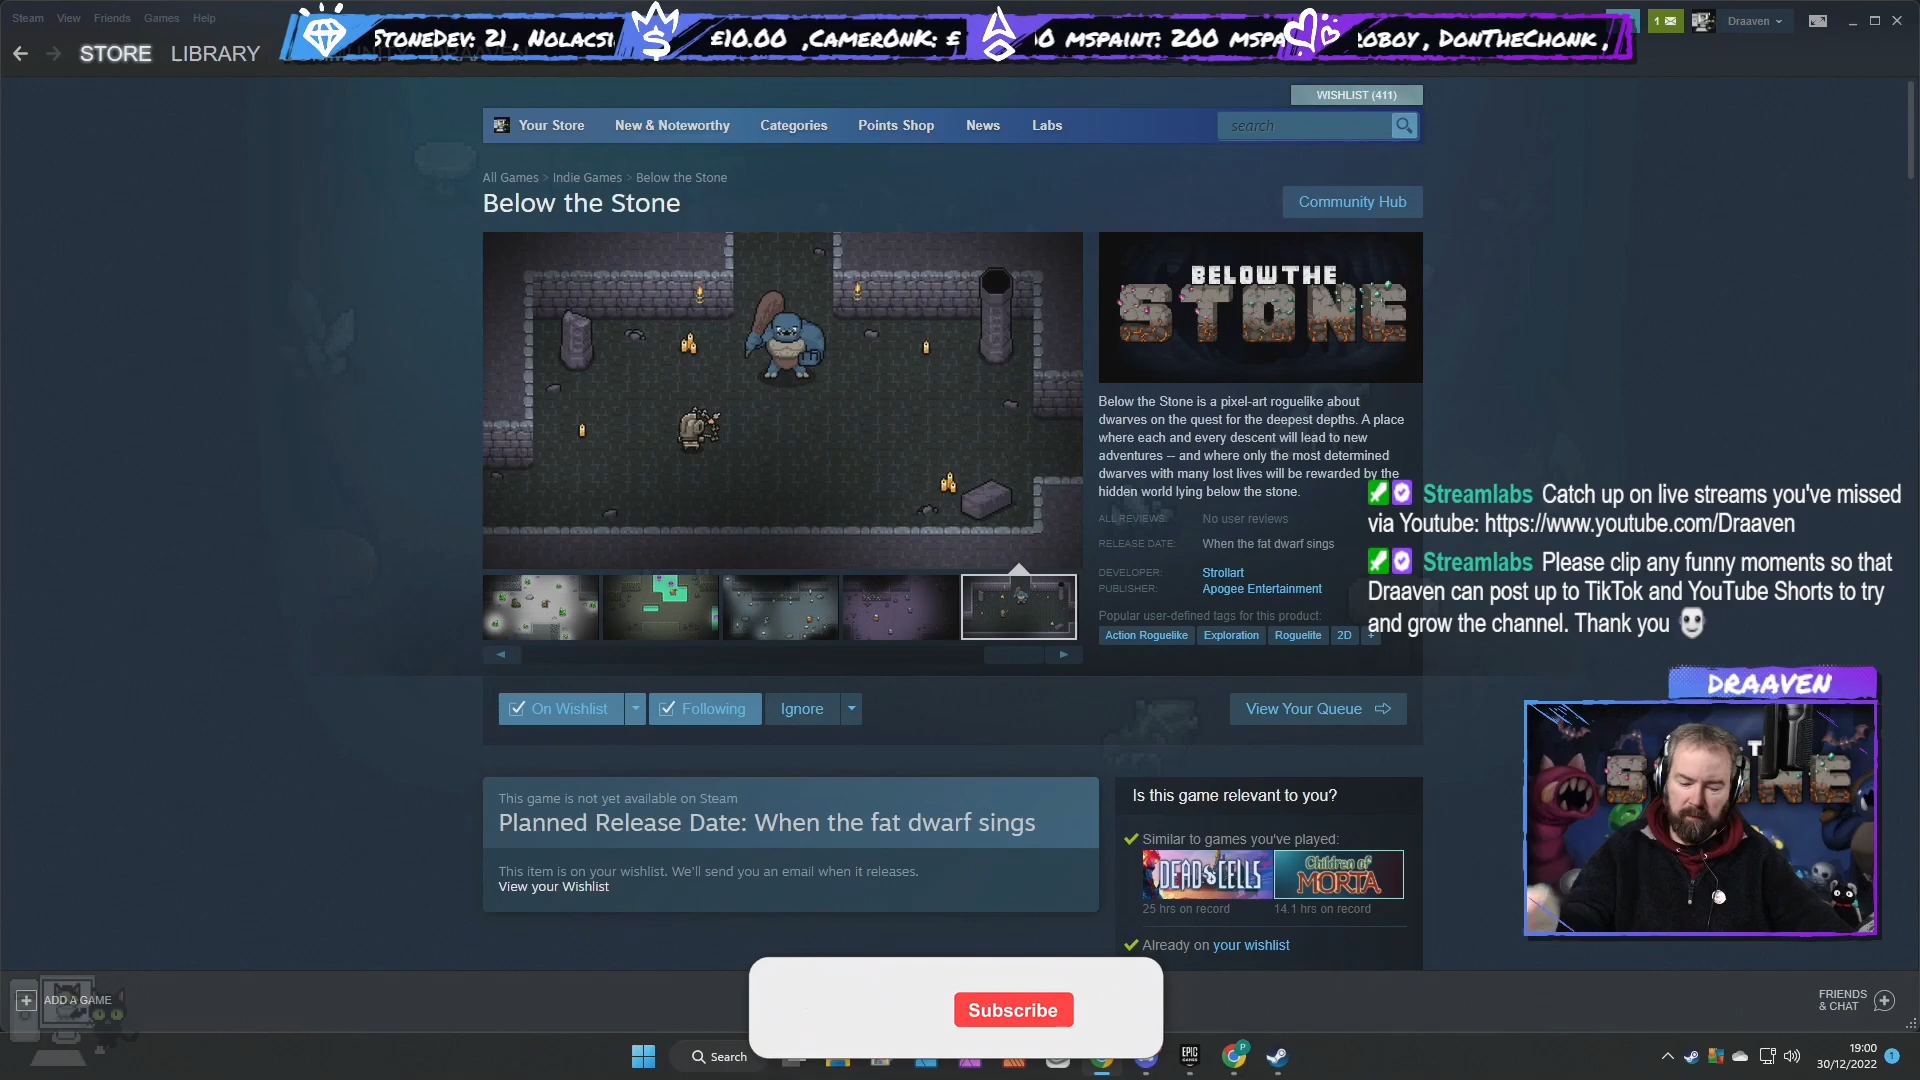 Steam View Friends Games Help
STONEDEV: 21 , NOLACSI
£10.00 ,CAMERONK: £
0 MSPAINT: 200 MSPA
OBOY , DONTHECHONK ,
1
Draaven
STORE LIBRARY
WISHLIST (411)
Your Store New & Noteworthy Categories Points Shop News Labs
search
All Games > Indie Games > Below the Stone
Below the Stone
Community Hub
BELOW THE
STONE
Below the Stone is a pixel-art roguelike about
dwarves on the quest for the deepest depths. A place
where each and every descent will lead to new
adventures -- and where only the most determined
dwarves with many lost lives will be rewarded by the
hidden world lying below the stone.
ALL REVIEWS: No user reviews
RELEASE DATE: When the fat dwarf sings
DEVELOPER: Strollart
PUBLISHER: Apogee Entertainment
Popular user-defined tags for this product:
Action Roguelike Exploration Roguelite 2D +
Streamlabs Catch up on live streams you've missed
via Youtube: https://www.youtube.com/Draaven
Streamlabs Please clip any funny moments so that
Draaven can post up to TikTok and YouTube Shorts to try
and grow the channel. Thank you
On Wishlist Following Ignore View Your Queue
DRAAVEN
This game is not yet available on Steam
Planned Release Date: When the fat dwarf sings
This item is on your wishlist. We'll send you an email when it releases.
View your Wishlist
Is this game relevant to you?
Similar to games you've played:
DEAD CELLS Children of MORTA
25 hrs on record 14.1 hrs on record
Already on your wishlist
ADD A GAME
Subscribe
FRIENDS
& CHAT
Search
EPIC GAMES
P
19:00
30/12/2022
1